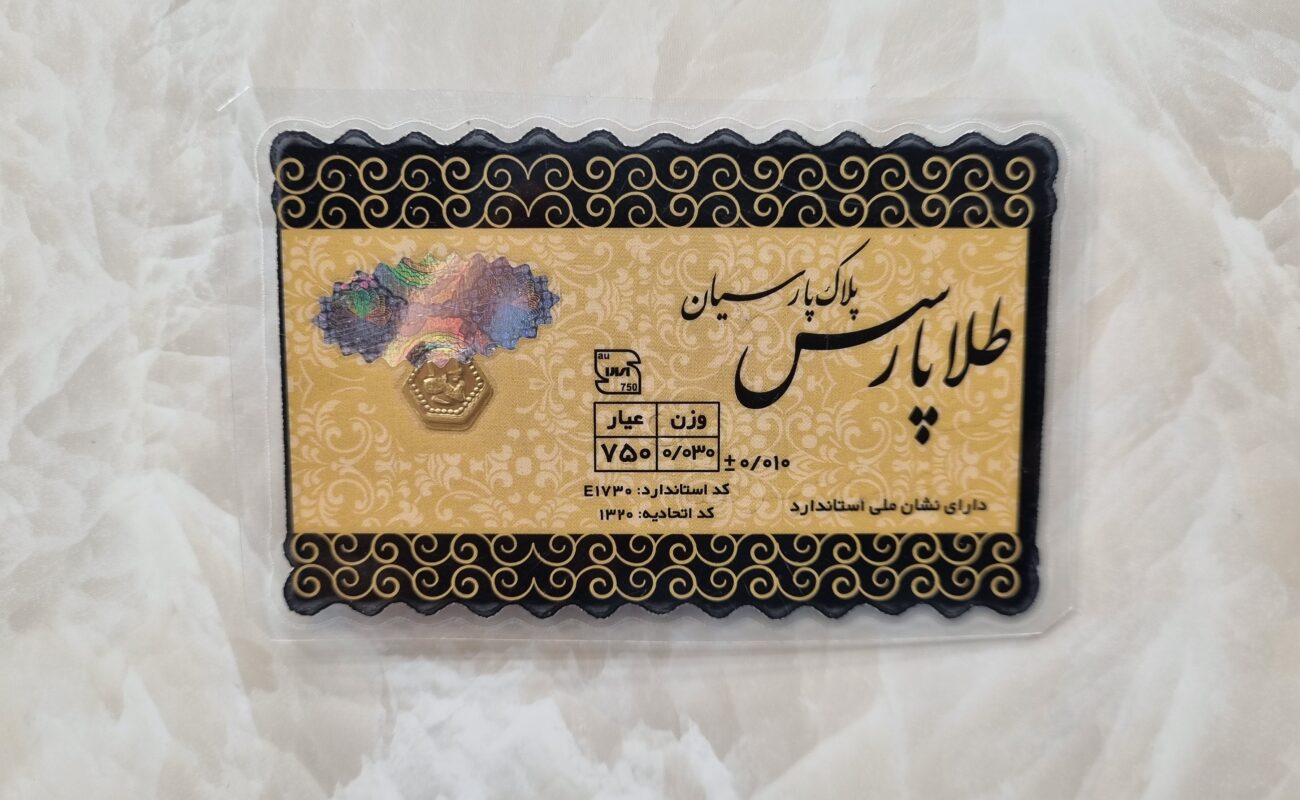 پلاک پارسیان
طلا پارس
au
750
وزن عیار
۰/۰۳۰ ۷۵۰
±۰/۰۱۰
کد استاندارد: E۱۷۳۰
کد اتحادیه: ۱۳۲۰
دارای نشان ملی استاندارد